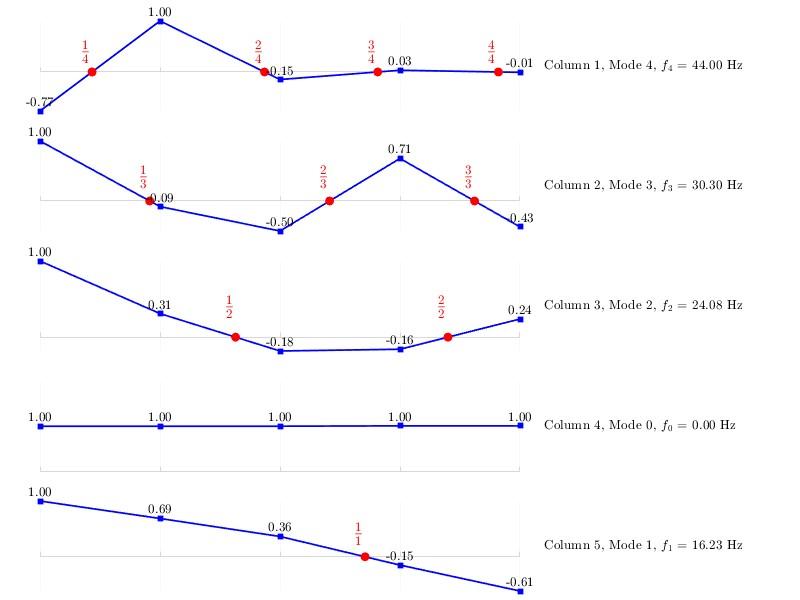 1.00
1/4 2/4 3/4 4/4
-0.77 -0.15 0.03 -0.01
Column 1, Mode 4, f₄ = 44.00 Hz
1.00 0.71
1/3 2/3 3/3
-0.09 -0.50 -0.43
Column 2, Mode 3, f₃ = 30.30 Hz
1.00
0.31 1/2 -0.18 -0.16 2/2 0.24
Column 3, Mode 2, f₂ = 24.08 Hz
1.00 1.00 1.00 1.00 1.00
Column 4, Mode 0, f₀ = 0.00 Hz
1.00 0.69 0.36 1/1 -0.15 -0.61
Column 5, Mode 1, f₁ = 16.23 Hz